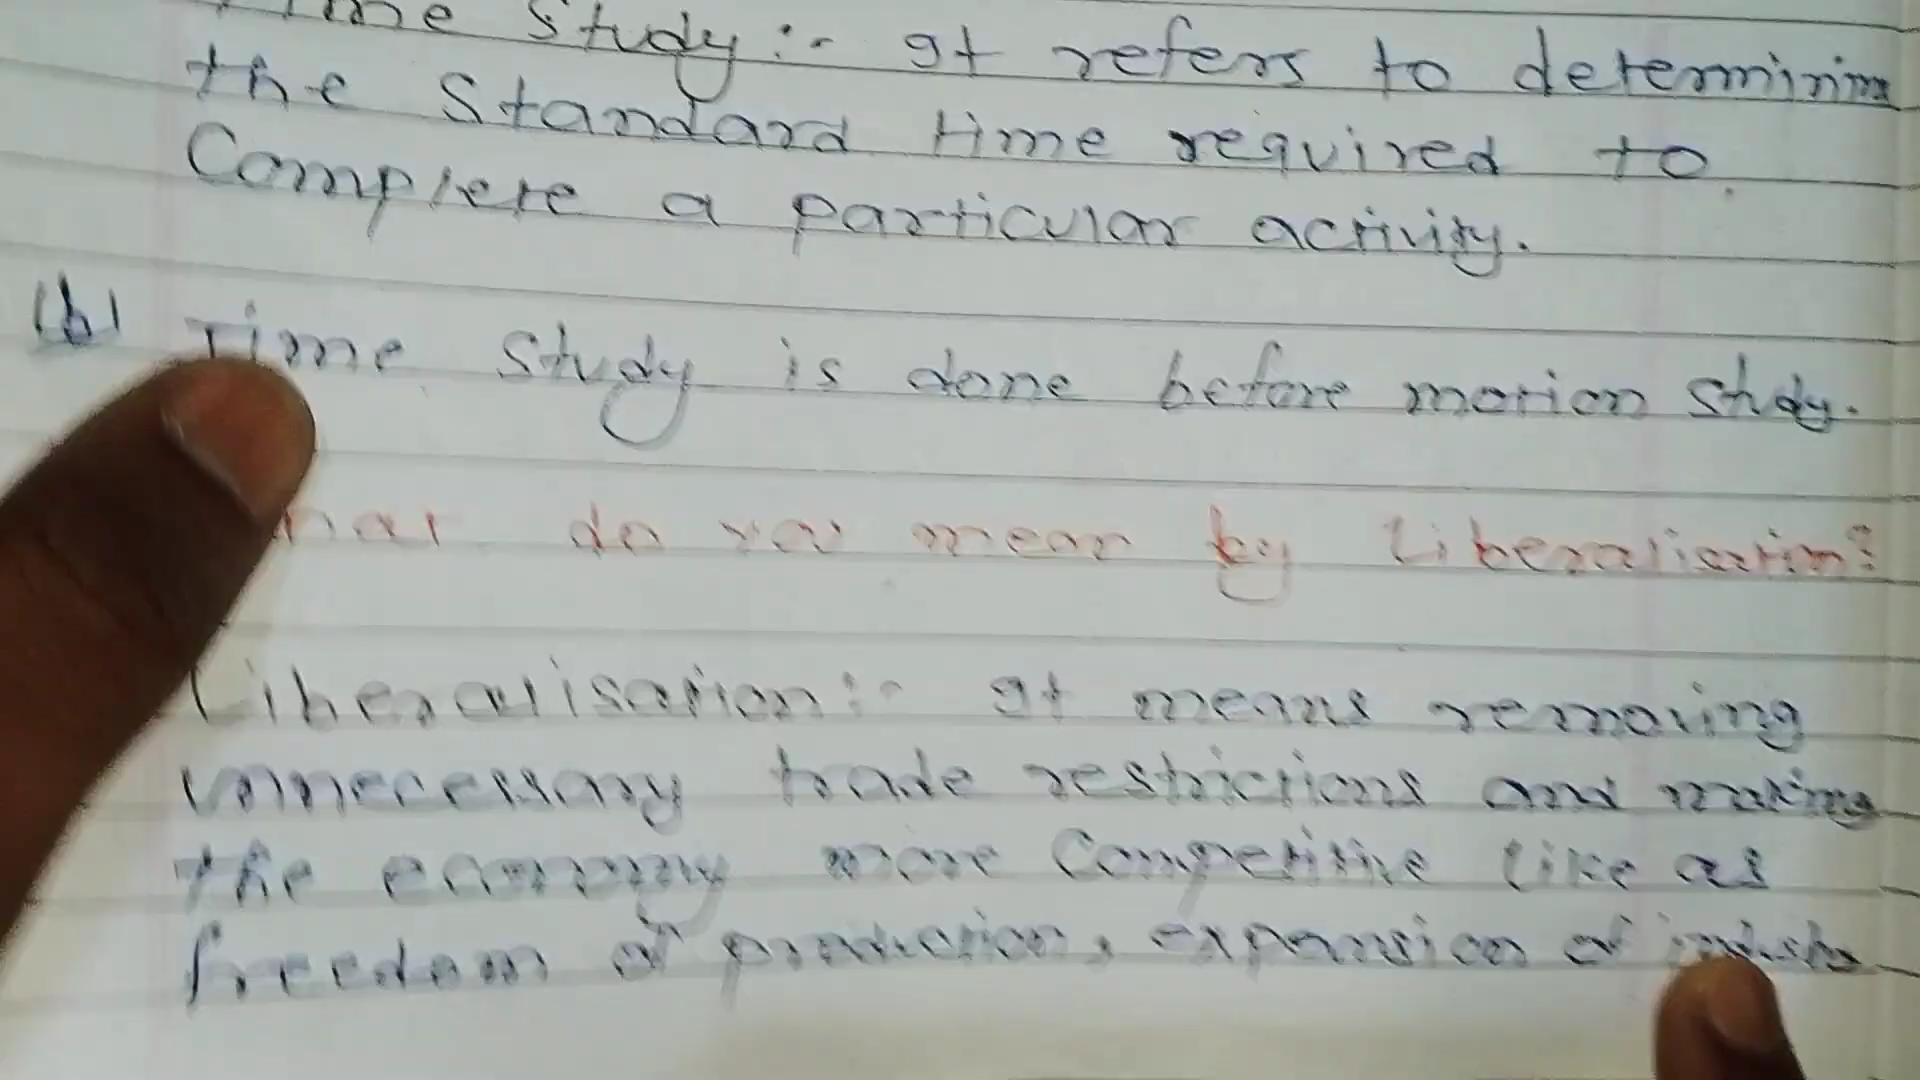 Time Study :- It refers to determining
the Standard time required to
Complete a particular activity.
(b) Time Study is done before motion study.
What do you mean by Liberalisation?
Liberalisation :- It means removing
unnecessary trade restrictions and making
the economy more Competitive like as
freedom of production, expansion of